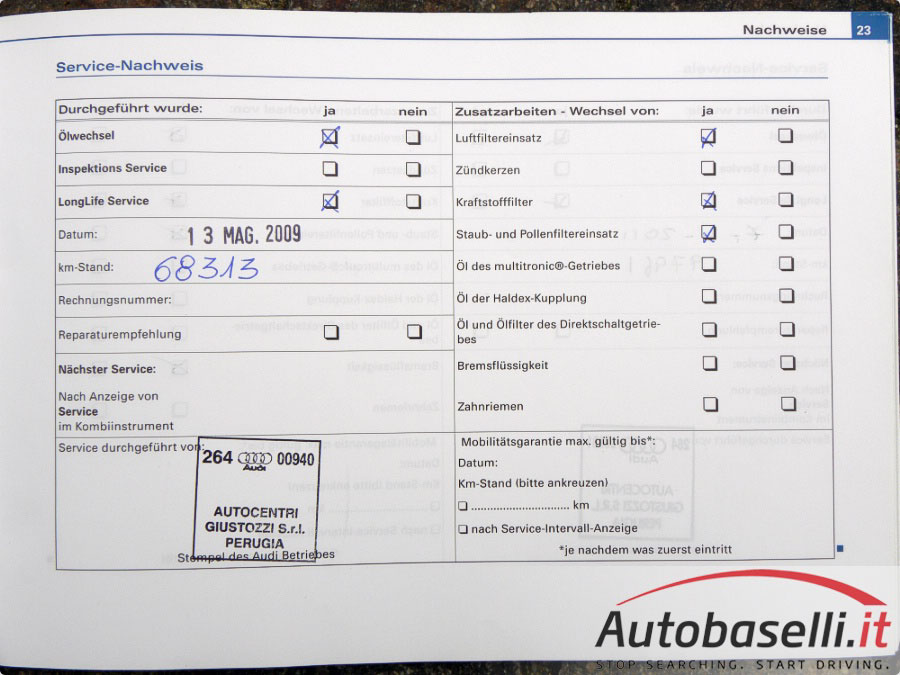 Nachweise 23
Service-Nachweis
Durchgeführt wurde: ja nein
Ölwechsel
Inspektions Service
LongLife Service
Datum: 13 MAG. 2009
km-Stand: 68313
Rechnungsnummer:
Reparaturempfehlung
Nächster Service:
Nach Anzeige von
Service
im Kombiinstrument
Service durchgeführt von:
264 Audi 00940
AUTOCENTRI
GIUSTOZZI S.r.l.
PERUGIA
Stempel des Audi Betriebes
Zusatzarbeiten - Wechsel von: ja nein
Luftfiltereinsatz
Zündkerzen
Kraftstofffilter
Staub- und Pollenfiltereinsatz
Öl des multitronic®-Getriebes
Öl der Haldex-Kupplung
Öl und Ölfilter des Direktschaltgetrie-
bes
Bremsflüssigkeit
Zahnriemen
Mobilitätsgarantie max. gültig bis*:
Datum:
Km-Stand (bitte ankreuzen)
.............................. km
nach Service-Intervall-Anzeige
*je nachdem was zuerst eintritt
Autobaselli.it
STOP SEARCHING. START DRIVING.